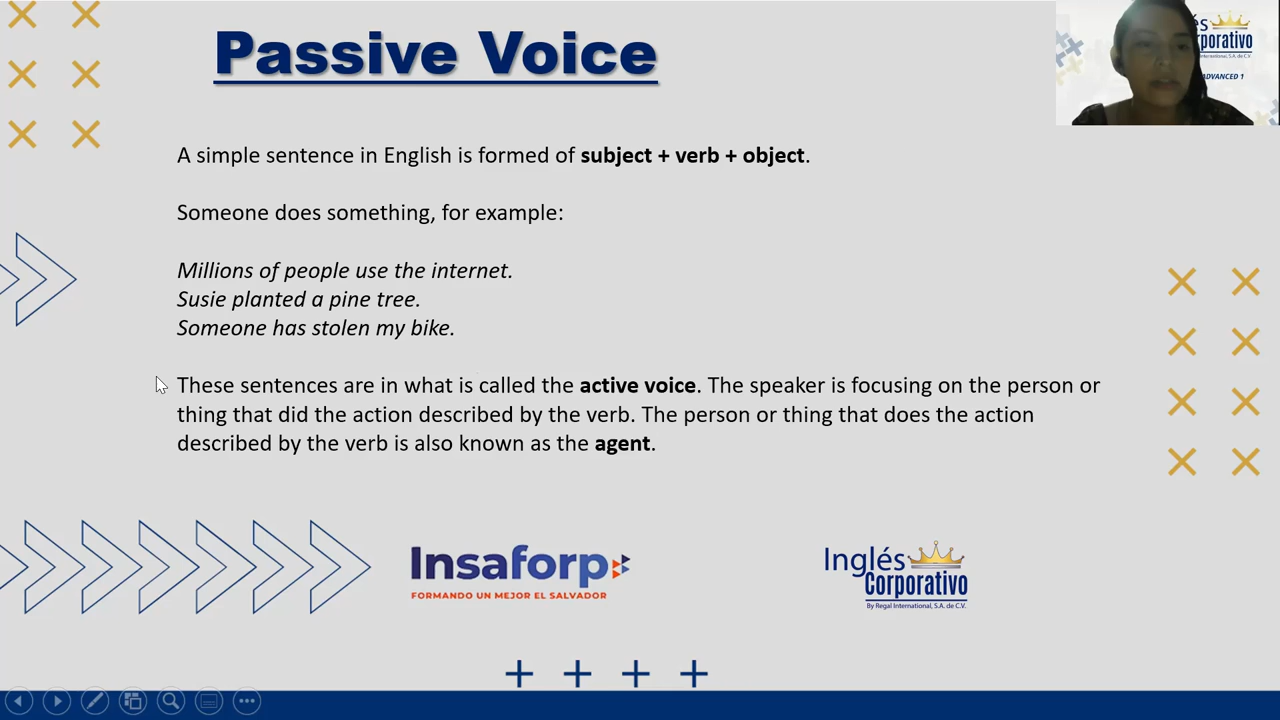 Passive Voice
és
rporativo
ADVANCED 1
A simple sentence in English is formed of subject + verb + object.
Someone does something, for example:
Millions of people use the internet.
Susie planted a pine tree.
Someone has stolen my bike.
These sentences are in what is called the active voice. The speaker is focusing on the person or
thing that did the action described by the verb. The person or thing that does the action
described by the verb is also known as the agent.
Insaforp
FORMANDO UN MEJOR EL SALVADOR
Inglés
Corporativo
By Regal International, S.A. de C.V.